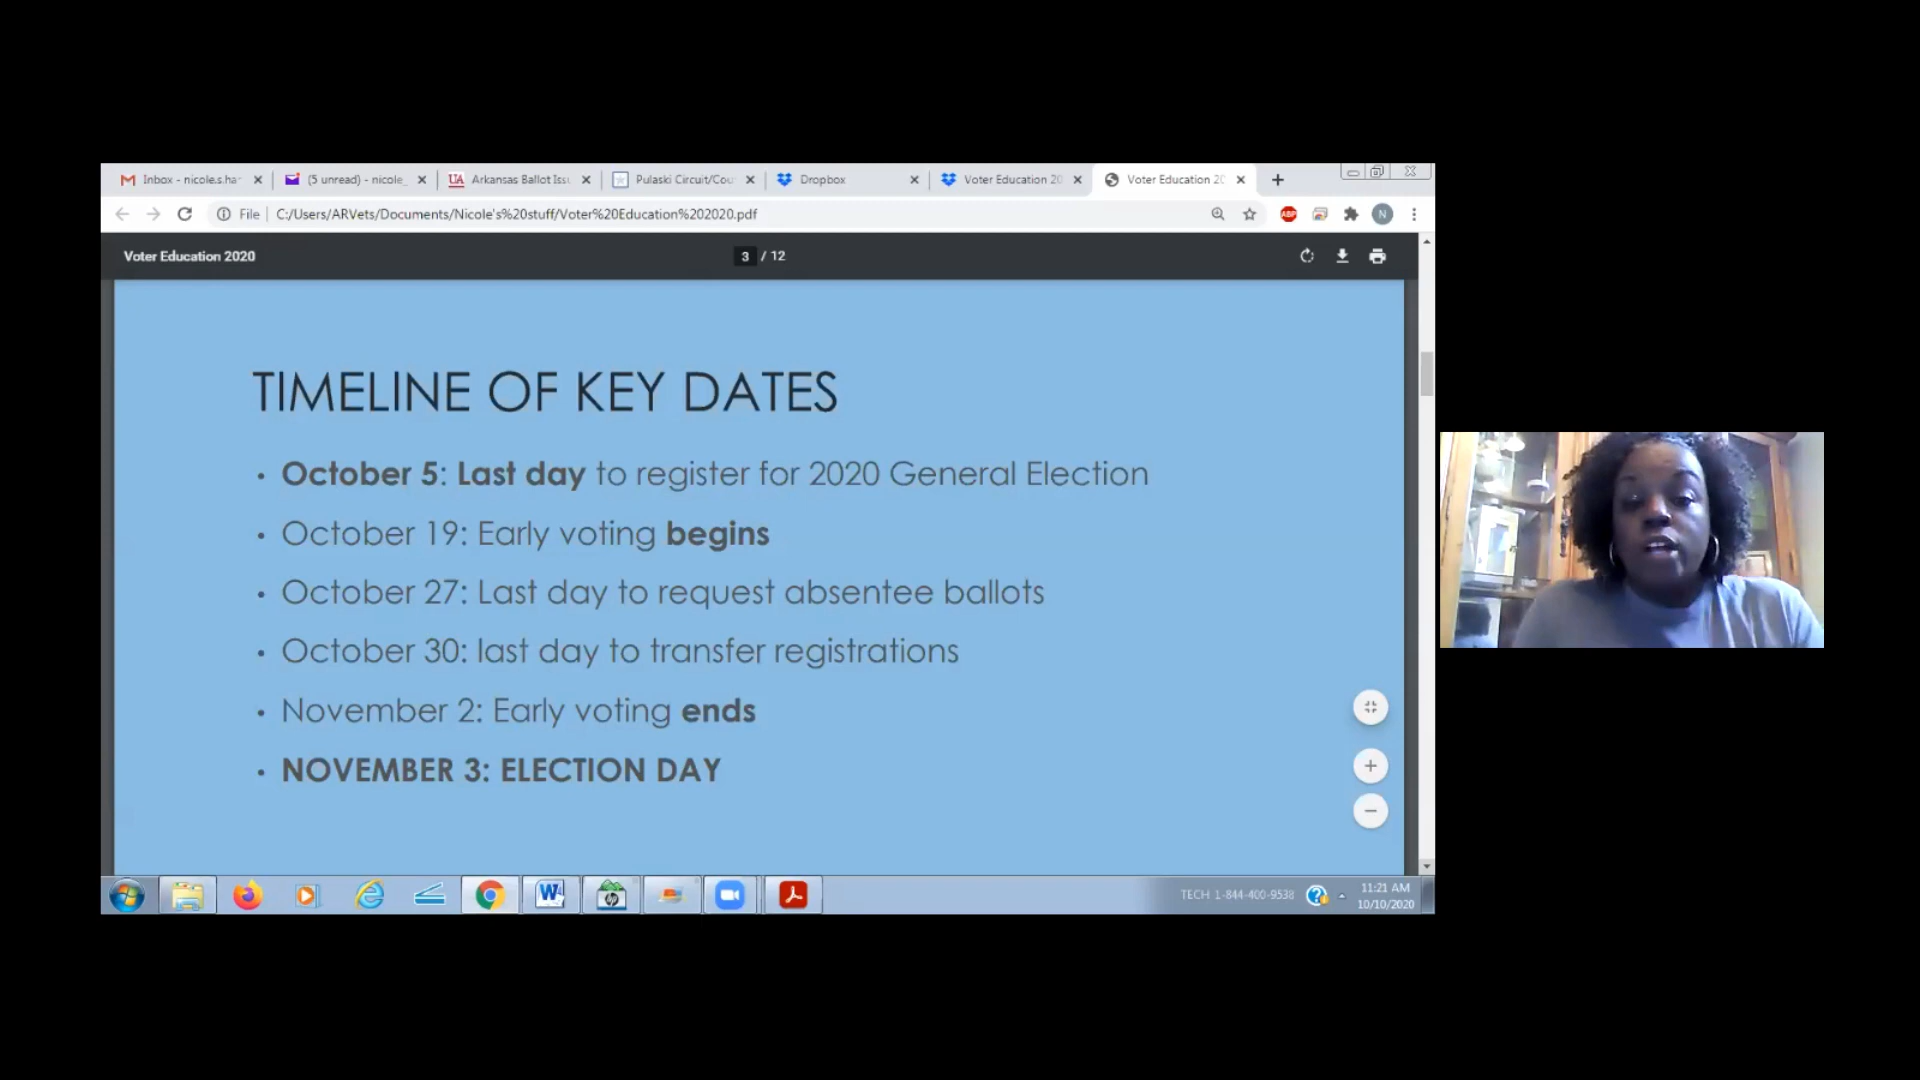 Inbox - nicole.s.ha
(5 unread) - nicole_
UA Arkansas Ballot Iss
Pulaski Circuit/Cou
Dropbox
Voter Education 20
Voter Education 20
File | C:/Users/ARVets/Documents/Nicole's%20stuff/Voter%20Education%202020.pdf
ABP
N
Voter Education 2020
3 / 12
TIMELINE OF KEY DATES
• October 5: Last day to register for 2020 General Election
• October 19: Early voting begins
• October 27: Last day to request absentee ballots
• October 30: last day to transfer registrations
• November 2: Early voting ends
• NOVEMBER 3: ELECTION DAY
TECH 1-844-400-9538
11:21 AM
10/10/2020